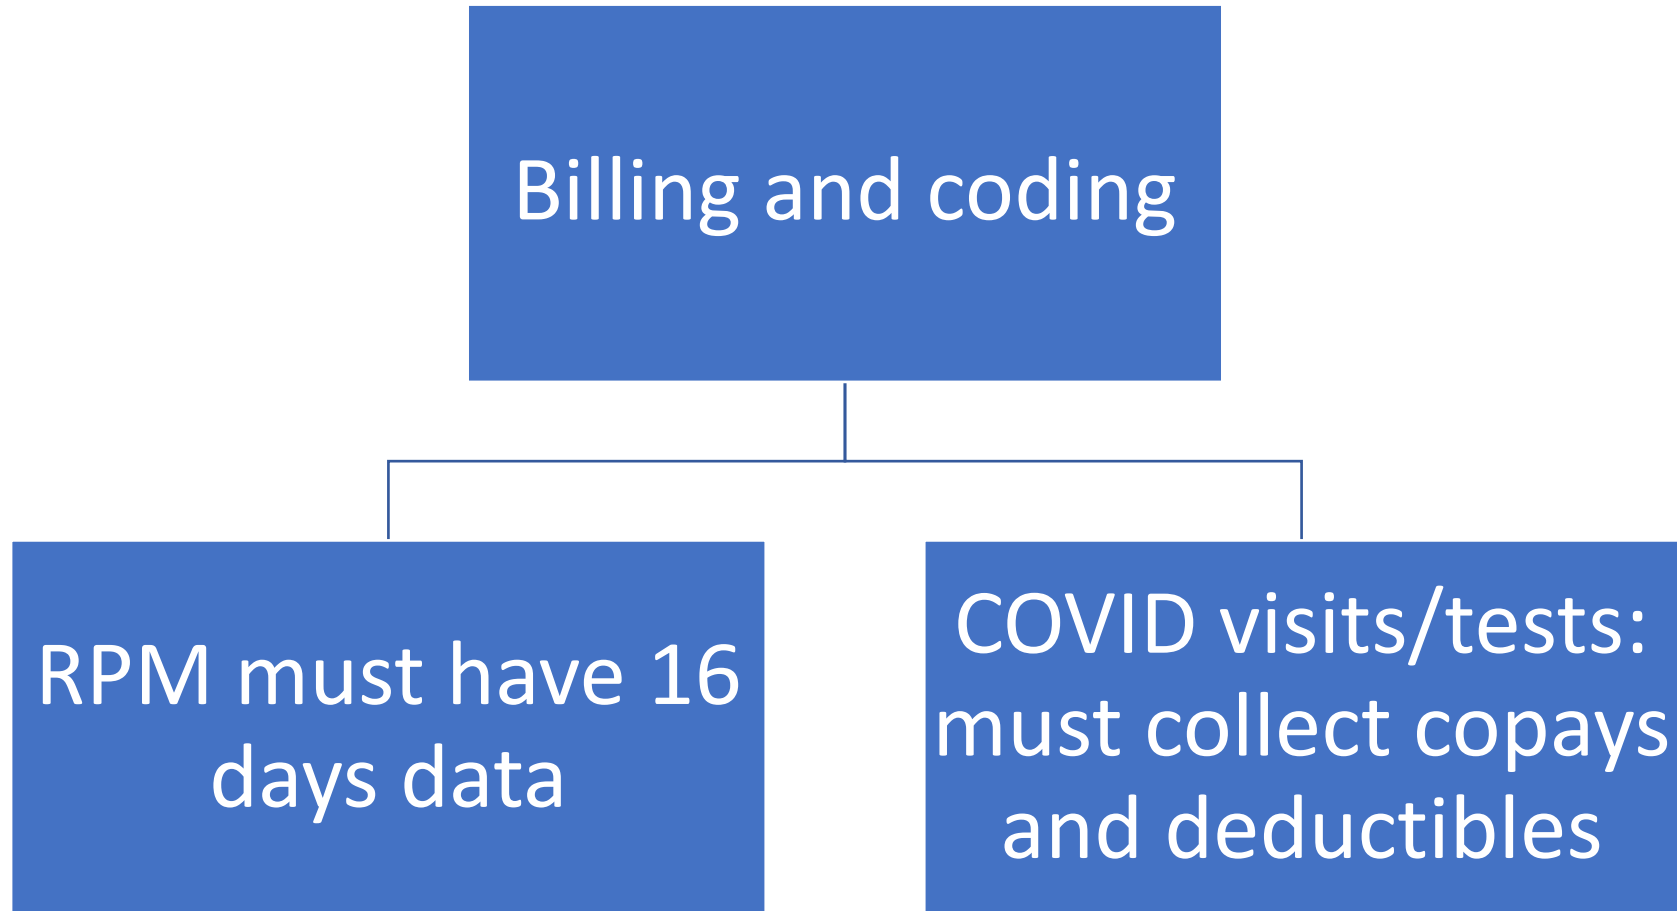 Billing and coding
RPM must have 16
days data
COVID visits/tests:
must collect copays
and deductibles